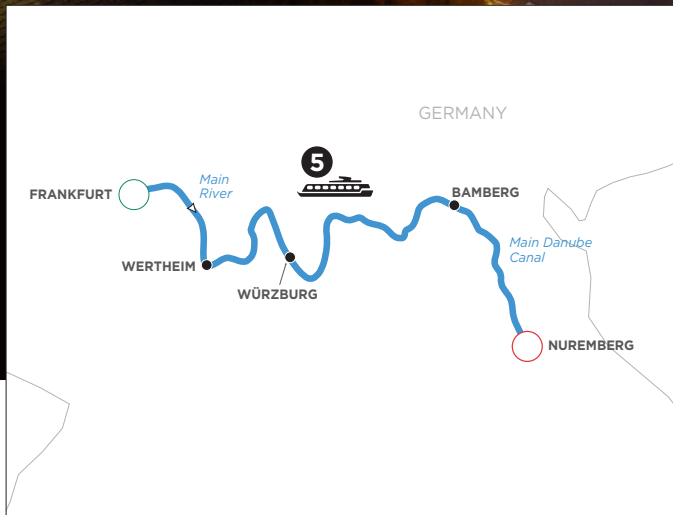 GERMANY
5
Main
River
FRANKFURT
BAMBERG
Main Danube
Canal
WERTHEIM
WÜRZBURG
NUREMBERG